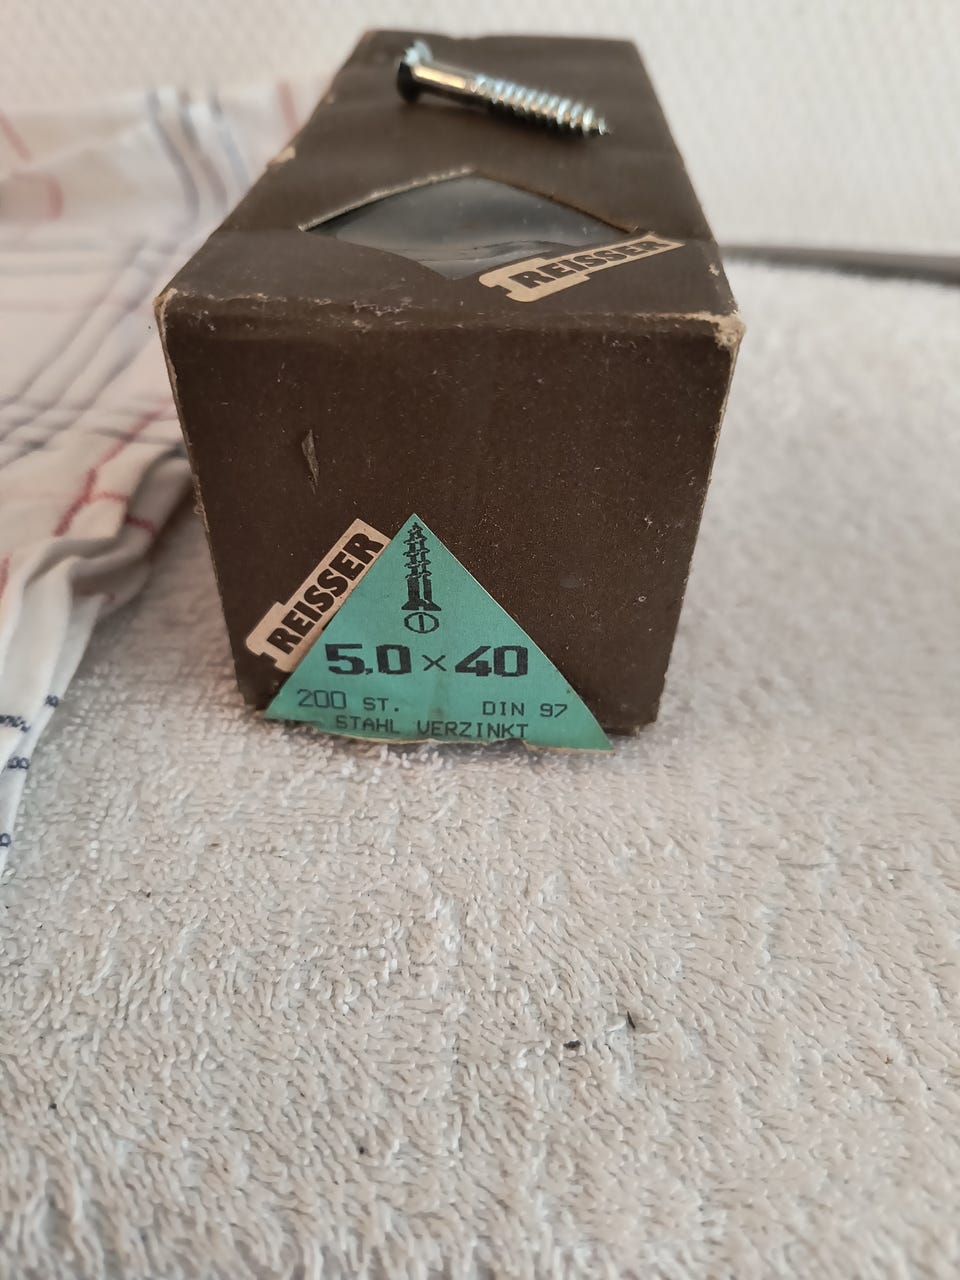 REISSER
REISSER
5,0 x 40
200 ST. DIN 97
STAHL VERZINKT